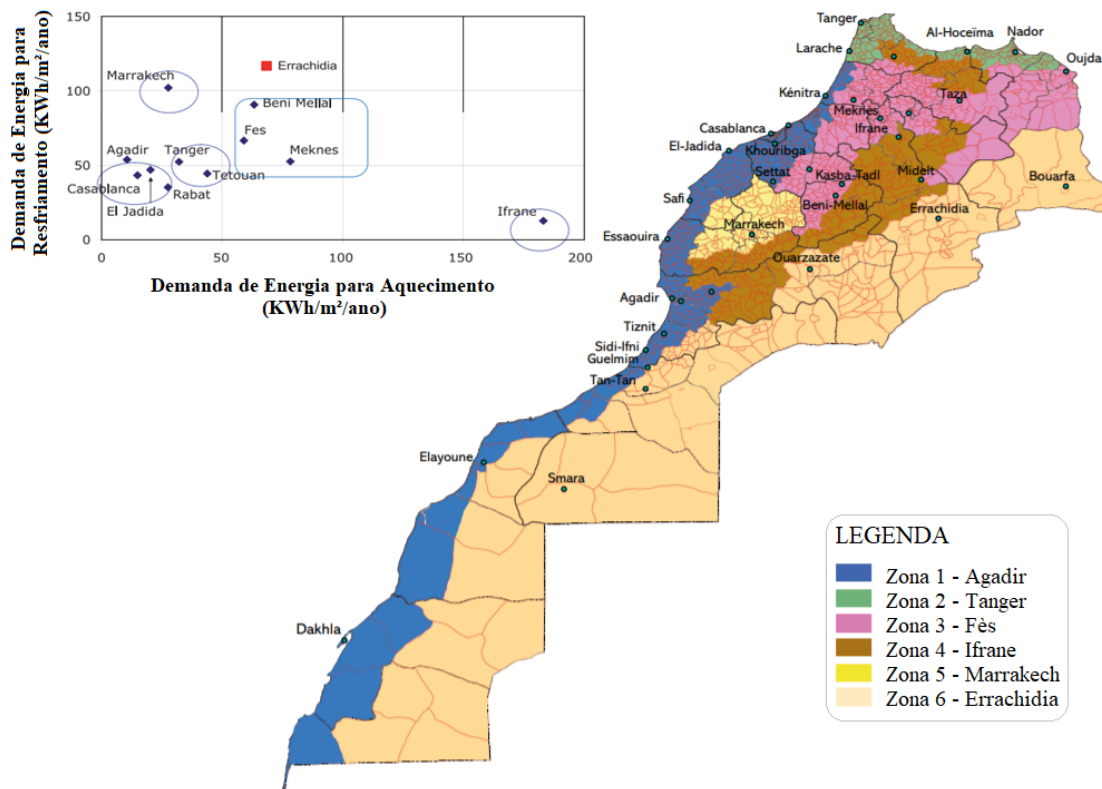 Demanda de Energia para
Resfriamento (KWh/m²/ano)
150
100
50
0
0
50
100
150
200
Demanda de Energia para Aquecimento
(KWh/m²/ano)
Marrakech
Errachidia
Beni Mellal
Fes
Meknes
Agadir
Tanger
Casablanca
Tetouan
Rabat
El Jadida
Ifrane
Tanger
Larache
Al-Hoceïma
Nador
Oujda
Kénitra
Meknès
Taza
Ifrane
Casablanca
El-Jadida
Khouribga
Settat
Kasba-Tadl
Midelt
Bouarfa
Safi
Beni-Mellal
Errachidia
Marrakech
Essaouira
Ouarzazate
Agadir
Tiznit
Sidi-Ifni
Guelmim
Tan-Tan
Elayoune
Smara
Dakhla
LEGENDA
Zona 1 - Agadir
Zona 2 - Tanger
Zona 3 - Fès
Zona 4 - Ifrane
Zona 5 - Marrakech
Zona 6 - Errachidia